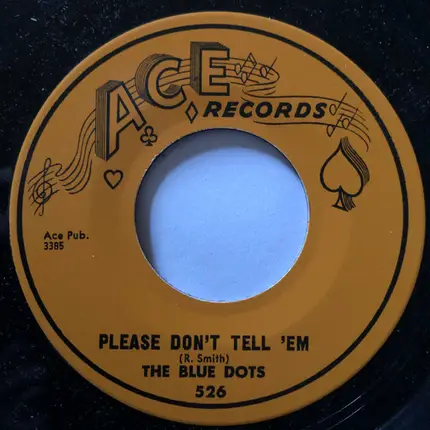 ACE
RECORDS
Ace Pub.
3385
PLEASE DON'T TELL 'EM
(R. Smith)
THE BLUE DOTS
526